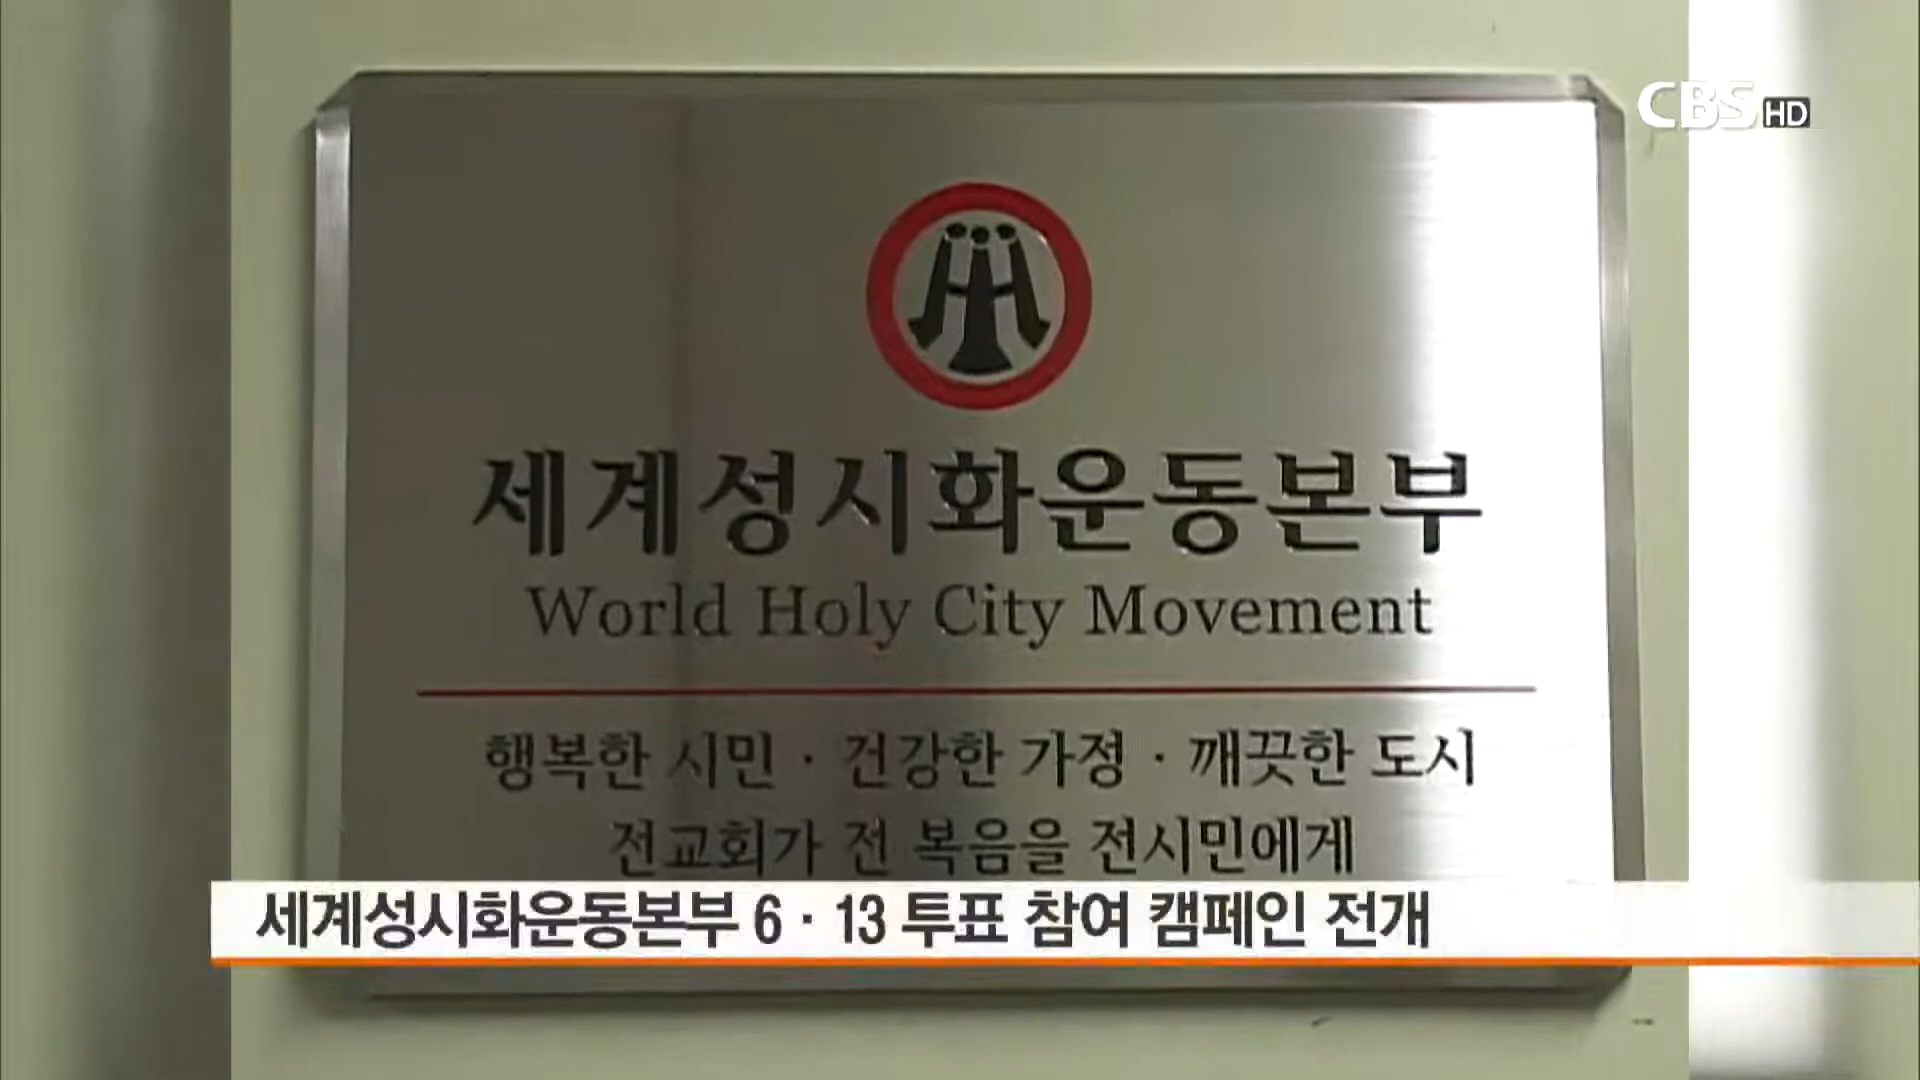 CBS HD
세계성시화운동본부
World Holy City Movement
행복한 시민 · 건강한 가정 · 깨끗한 도시
전교회가 전 복음을 전시민에게
세계성시화운동본부 6 · 13 투표 참여 캠페인 전개